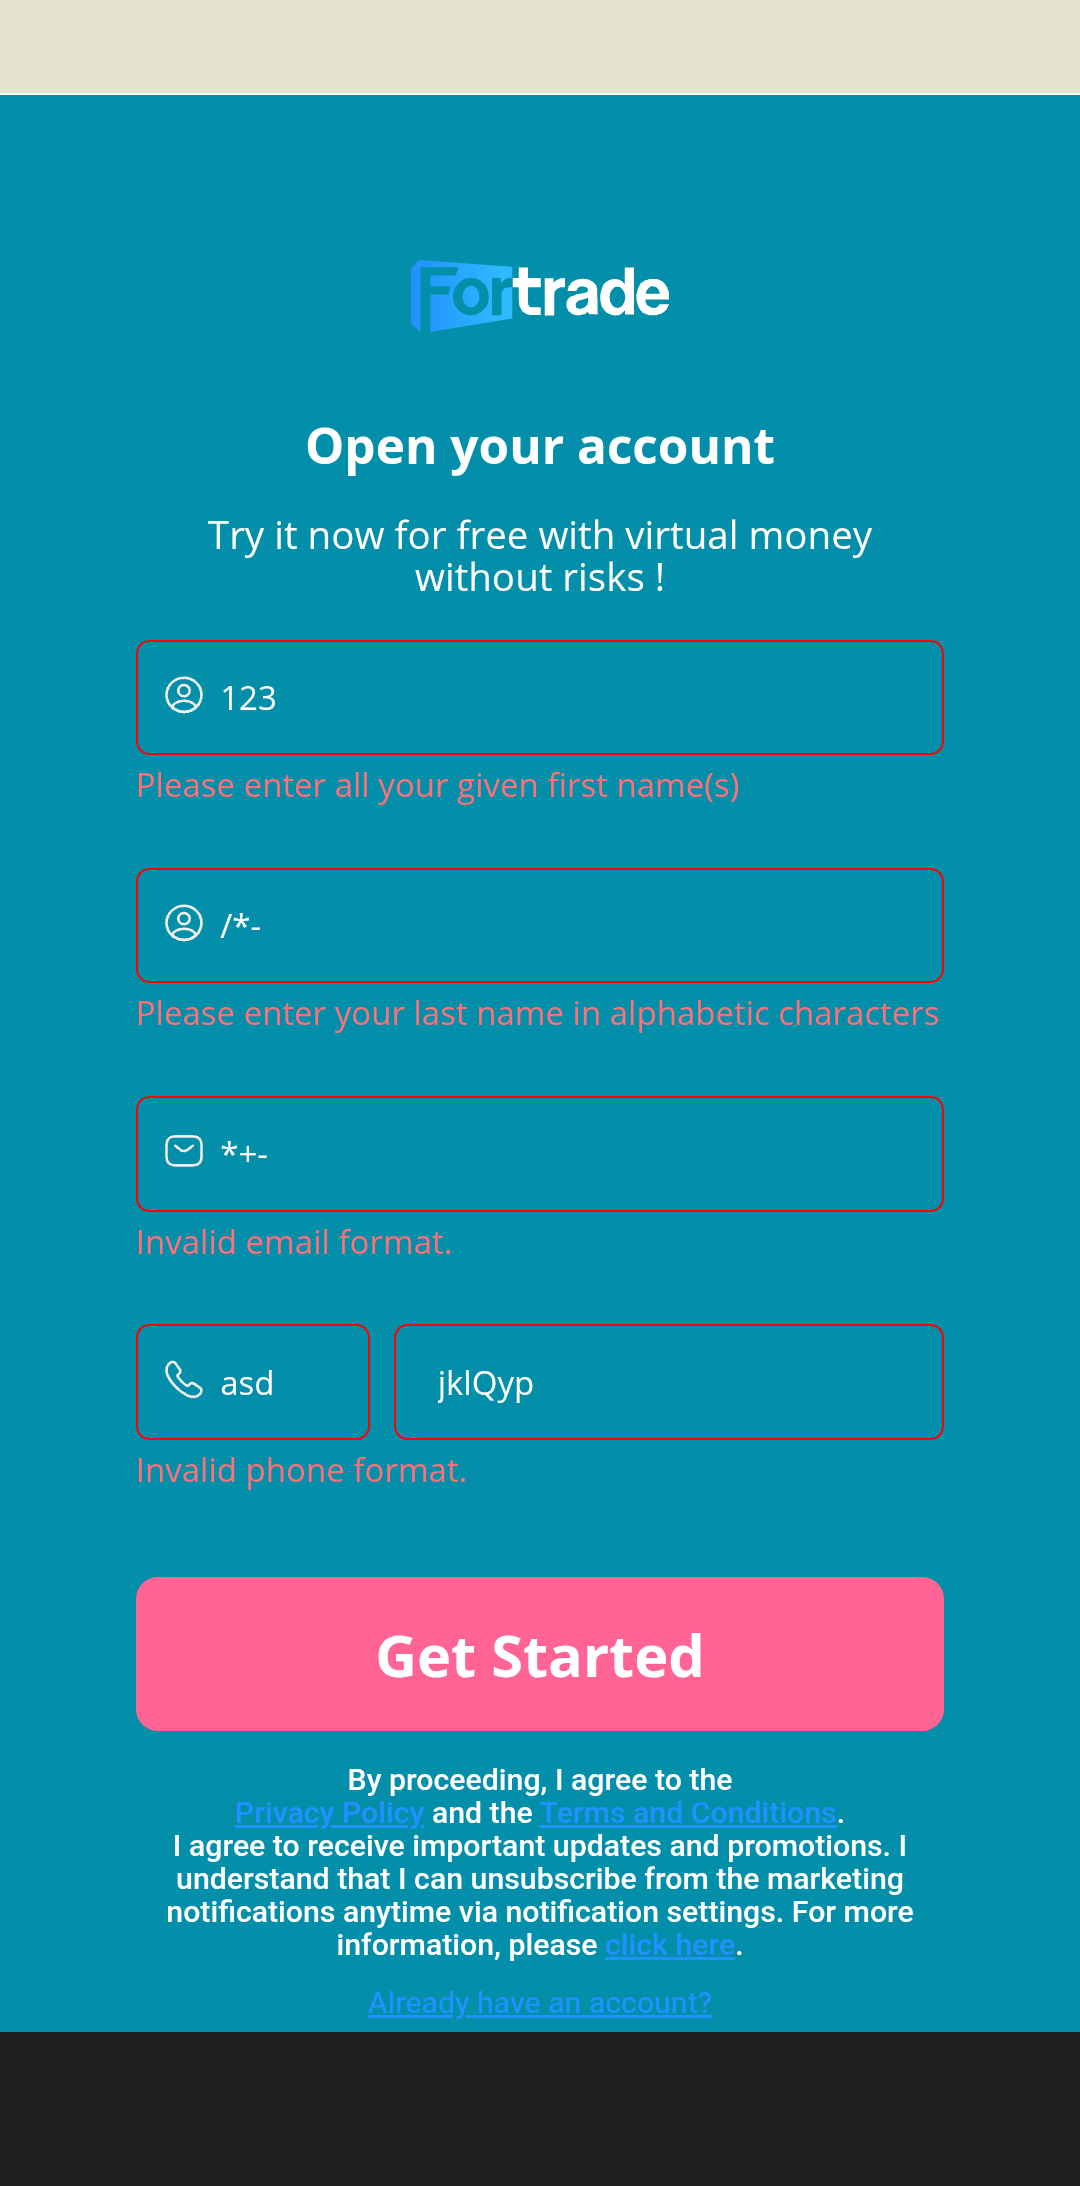 Fortrade
Open your account
Try it now for free with virtual money
without risks !
123
Please enter all your given first name(s)
/*-
Please enter your last name in alphabetic characters
*+-
Invalid email format.
asd jklQyp
Invalid phone format.
Get Started
By proceeding, I agree to the
Privacy Policy and the Terms and Conditions.
I agree to receive important updates and promotions. I
understand that I can unsubscribe from the marketing
notifications anytime via notification settings. For more
information, please click here.
Already have an account?